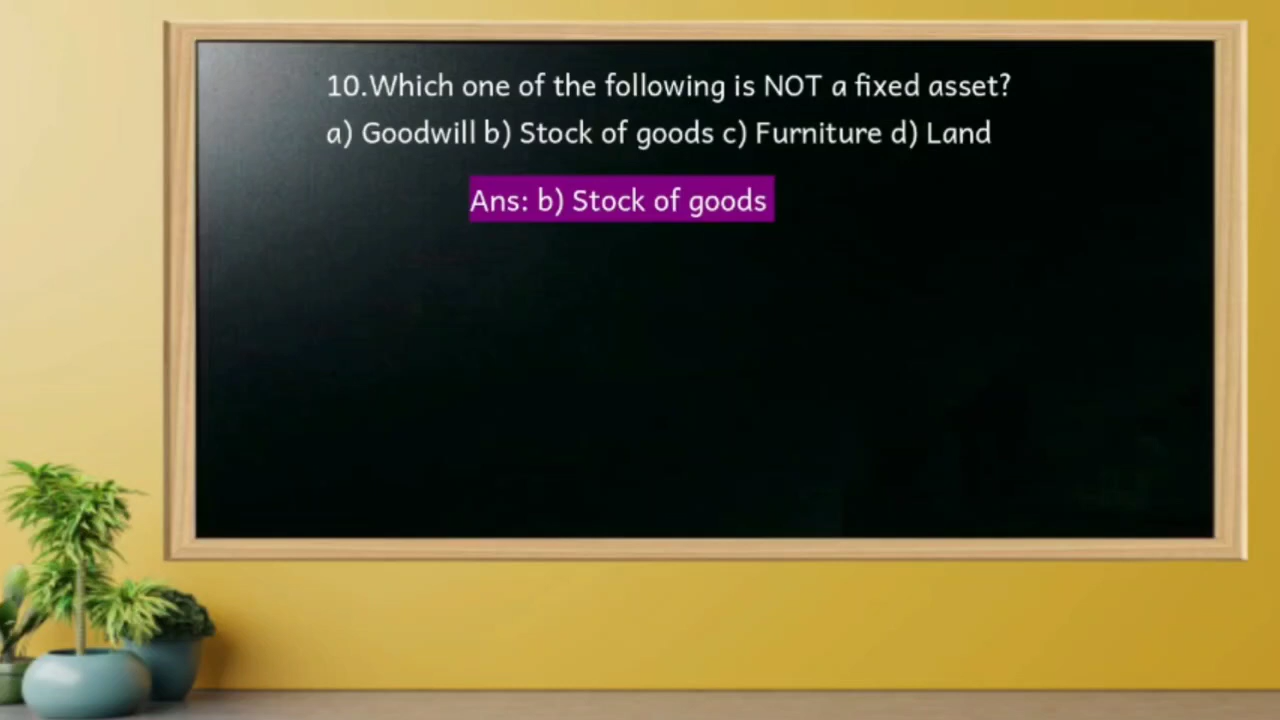 10.Which one of the following is NOT a fixed asset?
a) Goodwill b) Stock of goods c) Furniture d) Land
Ans: b) Stock of goods